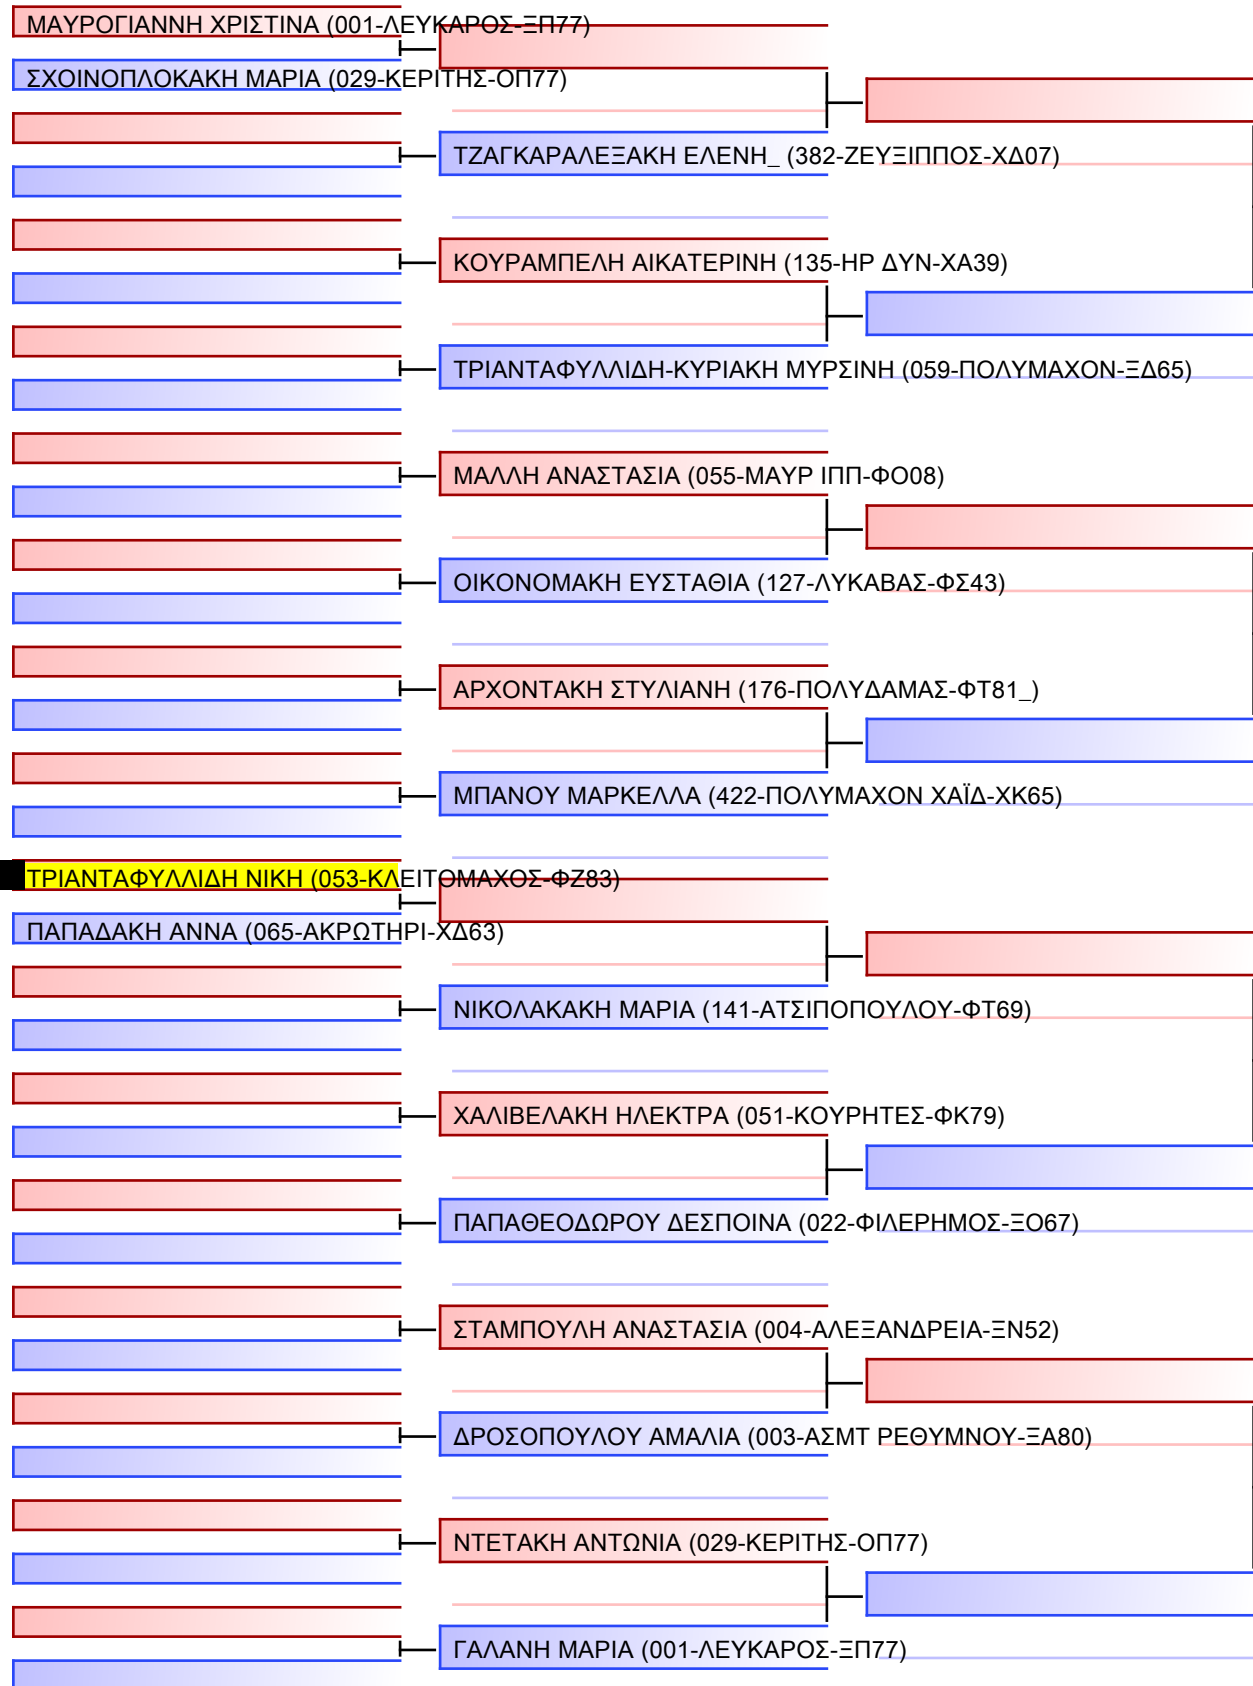 ΜΑΥΡΟΓΙΑΝΝΗ ΧΡΙΣΤΙΝΑ (001-ΛΕΥΚΑΡΟΣ-ΞΠ77)
ΣΧΟΙΝΟΠΛΟΚΑΚΗ ΜΑΡΙΑ (029-ΚΕΡΙΤΗΣ-ΟΠ77)
ΤΖΑΓΚΑΡΑΛΕΞΑΚΗ ΕΛΕΝΗ_ (382-ΖΕΥΞΙΠΠΟΣ-ΧΔ07)
ΚΟΥΡΑΜΠΕΛΗ ΑΙΚΑΤΕΡΙΝΗ (135-ΗΡ ΔΥΝ-ΧΑ39)
ΤΡΙΑΝΤΑΦΥΛΛΙΔΗ-ΚΥΡΙΑΚΗ ΜΥΡΣΙΝΗ (059-ΠΟΛΥΜΑΧΟΝ-ΞΔ65)
ΜΑΛΛΗ ΑΝΑΣΤΑΣΙΑ (055-ΜΑΥΡ ΙΠΠ-ΦΟ08)
ΟΙΚΟΝΟΜΑΚΗ ΕΥΣΤΑΘΙΑ (127-ΛΥΚΑΒΑΣ-ΦΣ43)
ΑΡΧΟΝΤΑΚΗ ΣΤΥΛΙΑΝΗ (176-ΠΟΛΥΔΑΜΑΣ-ΦΤ81_)
ΜΠΑΝΟΥ ΜΑΡΚΕΛΛΑ (422-ΠΟΛΥΜΑΧΟΝ ΧΑΪΔ-ΧΚ65)
ΤΡΙΑΝΤΑΦΥΛΛΙΔΗ ΝΙΚΗ (053-ΚΛΕΙΤΟΜΑΧΟΣ-ΦΖ83)
ΠΑΠΑΔΑΚΗ ΑΝΝΑ (065-ΑΚΡΩΤΗΡΙ-ΧΔ63)
ΝΙΚΟΛΑΚΑΚΗ ΜΑΡΙΑ (141-ΑΤΣΙΠΟΠΟΥΛΟΥ-ΦΤ69)
ΧΑΛΙΒΕΛΑΚΗ ΗΛΕΚΤΡΑ (051-ΚΟΥΡΗΤΕΣ-ΦΚ79)
ΠΑΠΑΘΕΟΔΩΡΟΥ ΔΕΣΠΟΙΝΑ (022-ΦΙΛΕΡΗΜΟΣ-ΞΟ67)
ΣΤΑΜΠΟΥΛΗ ΑΝΑΣΤΑΣΙΑ (004-ΑΛΕΞΑΝΔΡΕΙΑ-ΞΝ52)
ΔΡΟΣΟΠΟΥΛΟΥ ΑΜΑΛΙΑ (003-ΑΣΜΤ ΡΕΘΥΜΝΟΥ-ΞΑ80)
ΝΤΕΤΑΚΗ ΑΝΤΩΝΙΑ (029-ΚΕΡΙΤΗΣ-ΟΠ77)
ΓΑΛΑΝΗ ΜΑΡΙΑ (001-ΛΕΥΚΑΡΟΣ-ΞΠ77)